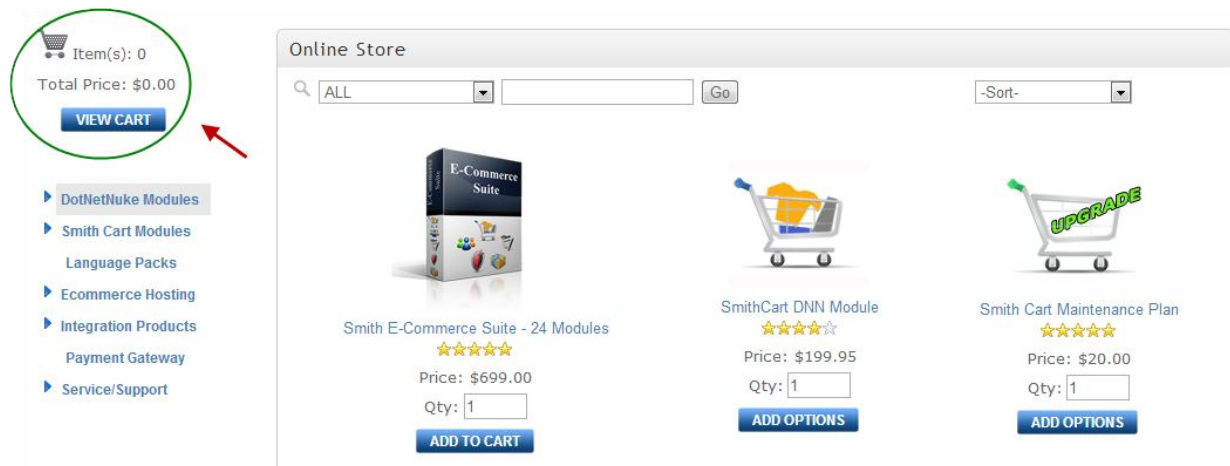 Item(s): 0
Total Price: $0.00
VIEW CART
DotNetNuke Modules
Smith Cart Modules
Language Packs
Ecommerce Hosting
Integration Products
Payment Gateway
Service/Support
Online Store
ALL
Go
-Sort-
E-Commerce
Suite
E-Commerce
Suite
Smith E-Commerce Suite - 24 Modules
Price: $699.00
Qty: 1
ADD TO CART
SmithCart DNN Module
Price: $199.95
Qty: 1
ADD OPTIONS
UPGRADE
Smith Cart Maintenance Plan
Price: $20.00
Qty: 1
ADD OPTIONS